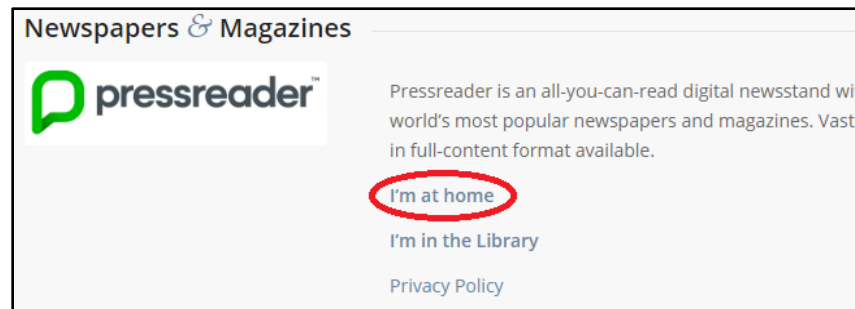 Newspapers & Magazines
pressreader™
Pressreader is an all-you-can-read digital newsstand
world's most popular newspapers and magazines. Vast
in full-content format available.
I'm at home
I'm in the Library
Privacy Policy